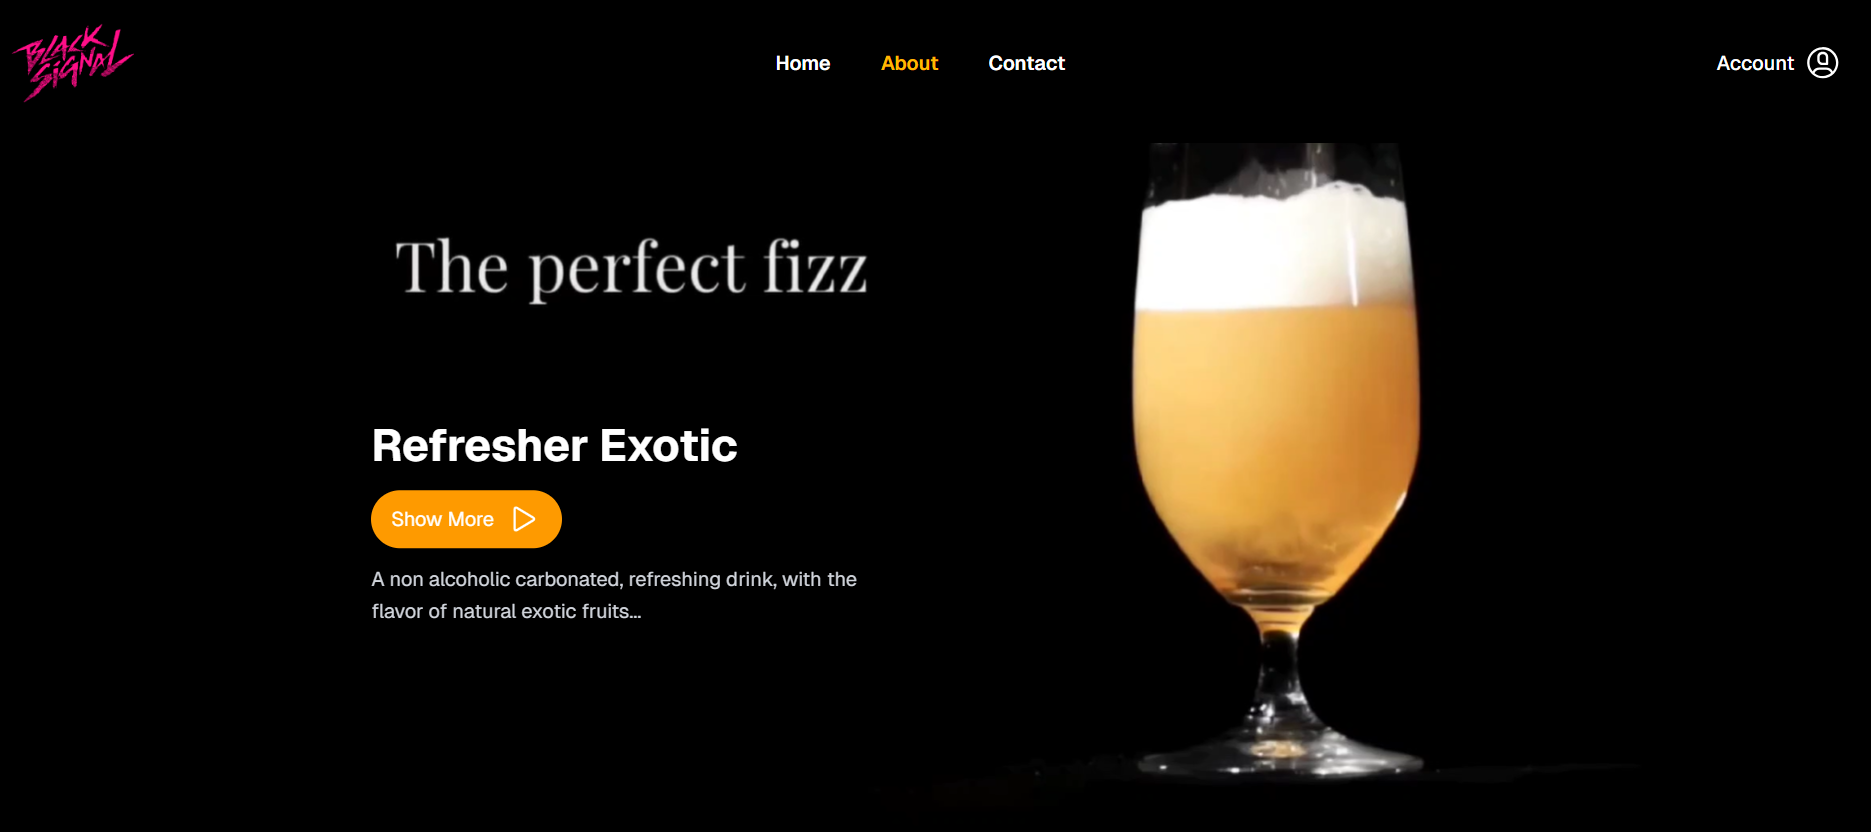 BLACK
SIGNAL
Home
About
Contact
Account
The perfect fizz
Refresher Exotic
Show More
A non alcoholic carbonated, refreshing drink, with the
flavor of natural exotic fruits...